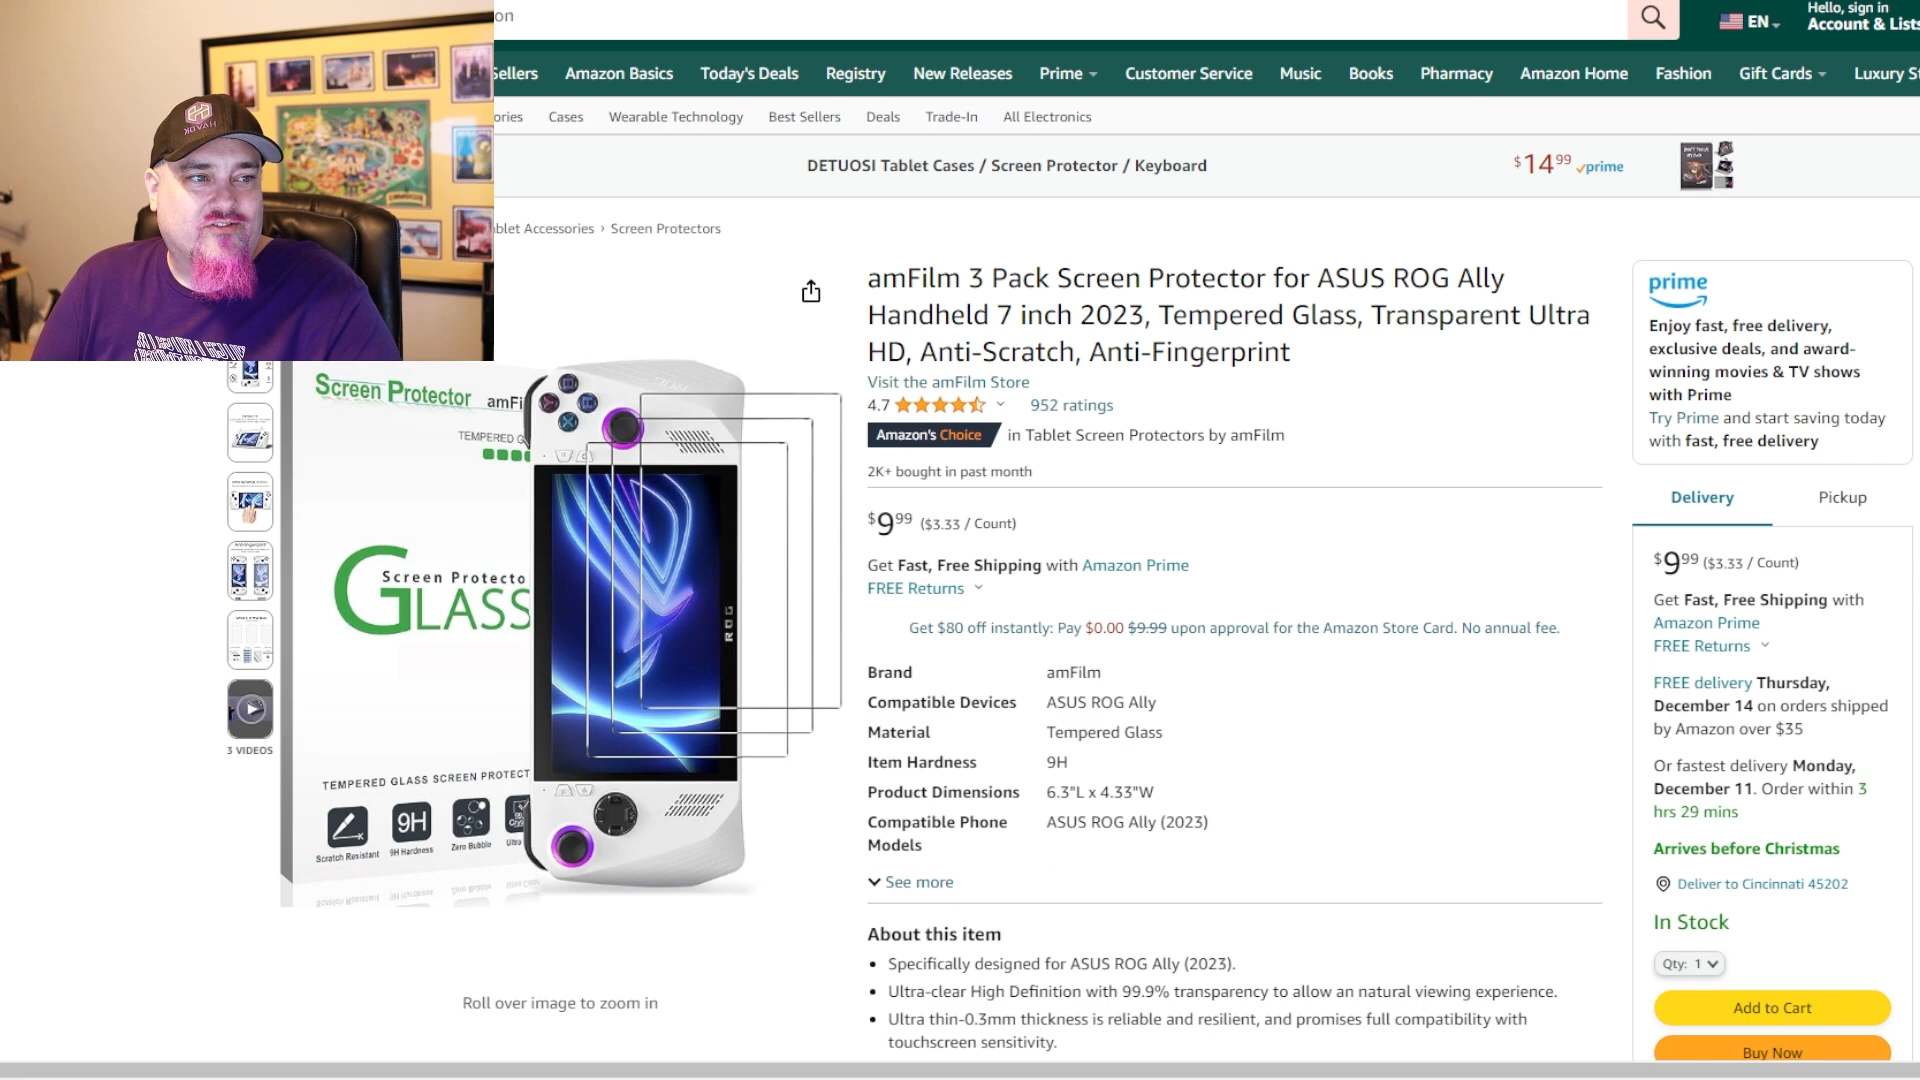 on
Hello, sign in
EN
Account & Lists
Sellers Amazon Basics Today's Deals Registry New Releases Prime Customer Service Music Books Pharmacy Amazon Home Fashion Gift Cards Luxury St
ories Cases Wearable Technology Best Sellers Deals Trade-In All Electronics
DETUOSI Tablet Cases / Screen Protector / Keyboard
$14 99 prime
ablet Accessories › Screen Protectors
amFilm 3 Pack Screen Protector for ASUS ROG Ally
Handheld 7 inch 2023, Tempered Glass, Transparent Ultra
HD, Anti-Scratch, Anti-Fingerprint
Visit the amFilm Store
4.7 952 ratings
Amazon's Choice in Tablet Screen Protectors by amFilm
2K+ bought in past month
$9 99 ($3.33 / Count)
Get Fast, Free Shipping with Amazon Prime
FREE Returns
Get $80 off instantly: Pay $0.00 $9.99 upon approval for the Amazon Store Card. No annual fee.
Brand amFilm
Compatible Devices ASUS ROG Ally
Material Tempered Glass
Item Hardness 9H
Product Dimensions 6.3"L x 4.33"W
Compatible Phone ASUS ROG Ally (2023)
Models
See more
About this item
• Specifically designed for ASUS ROG Ally (2023).
• Ultra-clear High Definition with 99.9% transparency to allow an natural viewing experience.
• Ultra thin-0.3mm thickness is reliable and resilient, and promises full compatibility with
touchscreen sensitivity.
prime
Enjoy fast, free delivery,
exclusive deals, and award-
winning movies & TV shows
with Prime
Try Prime and start saving today
with fast, free delivery
Delivery Pickup
$9 99 ($3.33 / Count)
Get Fast, Free Shipping with
Amazon Prime
FREE Returns
FREE delivery Thursday,
December 14 on orders shipped
by Amazon over $35
Or fastest delivery Monday,
December 11. Order within 3
hrs 29 mins
Arrives before Christmas
Deliver to Cincinnati 45202
In Stock
Qty: 1
Add to Cart
Buy Now
Screen Protector amFi
TEMPERED G
Screen Protecto
GLASS
ROG
TEMPERED GLASS SCREEN PROTECT
9H
Scratch Resistant 9H Hardness Zero Bubble Ultra
3 VIDEOS
Roll over image to zoom in